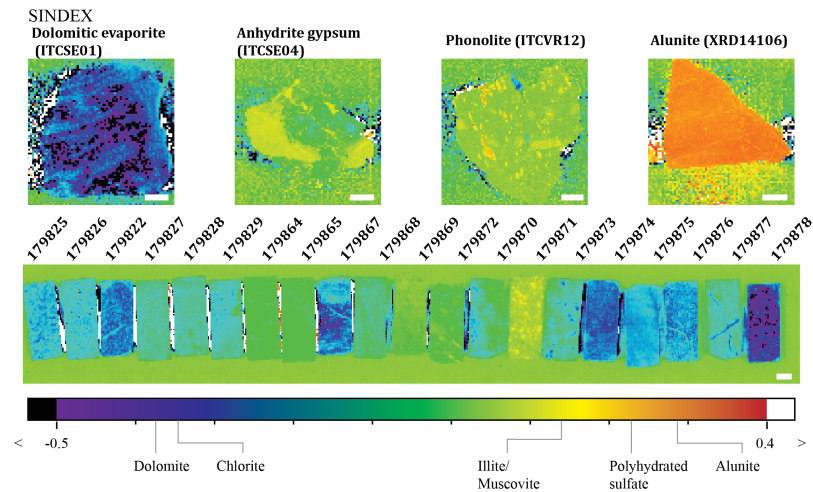 SINDEX
Dolomitic evaporite
(ITCSE01)
Anhydrite gypsum
(ITCSE04)
Phonolite (ITCVR12)
Alunite (XRD14106)
179825 179826 179822 179827 179828 179829 179864 179865 179867 179868 179869 179872 179870 179871 179873 179874 179875 179876 179877 179878
< -0.5 0.4 >
Dolomite Chlorite Illite/
Muscovite Polyhydrated
sulfate Alunite